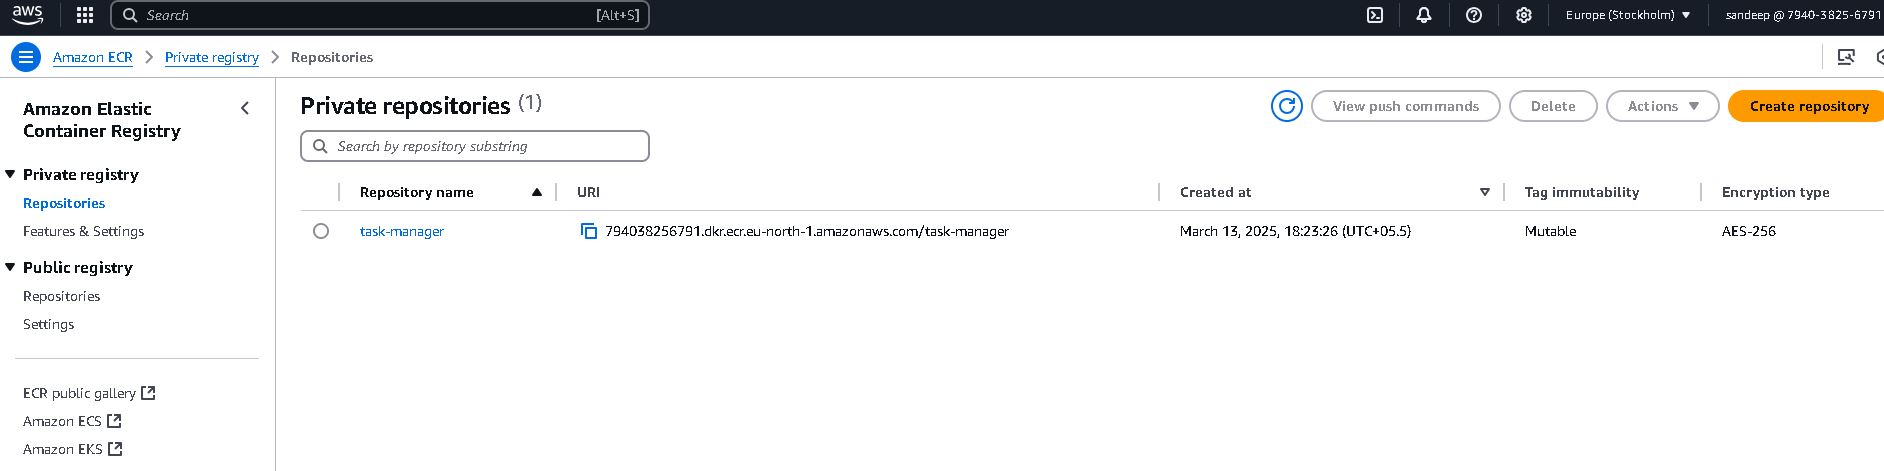 aws Search [Alt+S] Europe (Stockholm) sandeep @ 7940-3825-6791
Amazon ECR Private registry Repositories
Amazon Elastic
Container Registry
Private registry
Repositories
Features & Settings
Public registry
Repositories
Settings
ECR public gallery
Amazon ECS
Amazon EKS
Private repositories (1)
View push commands Delete Actions Create repository
Search by repository substring
Repository name URI Created at Tag immutability Encryption type
task-manager 794038256791.dkr.ecr.eu-north-1.amazonaws.com/task-manager March 13, 2025, 18:23:26 (UTC+05.5) Mutable AES-256